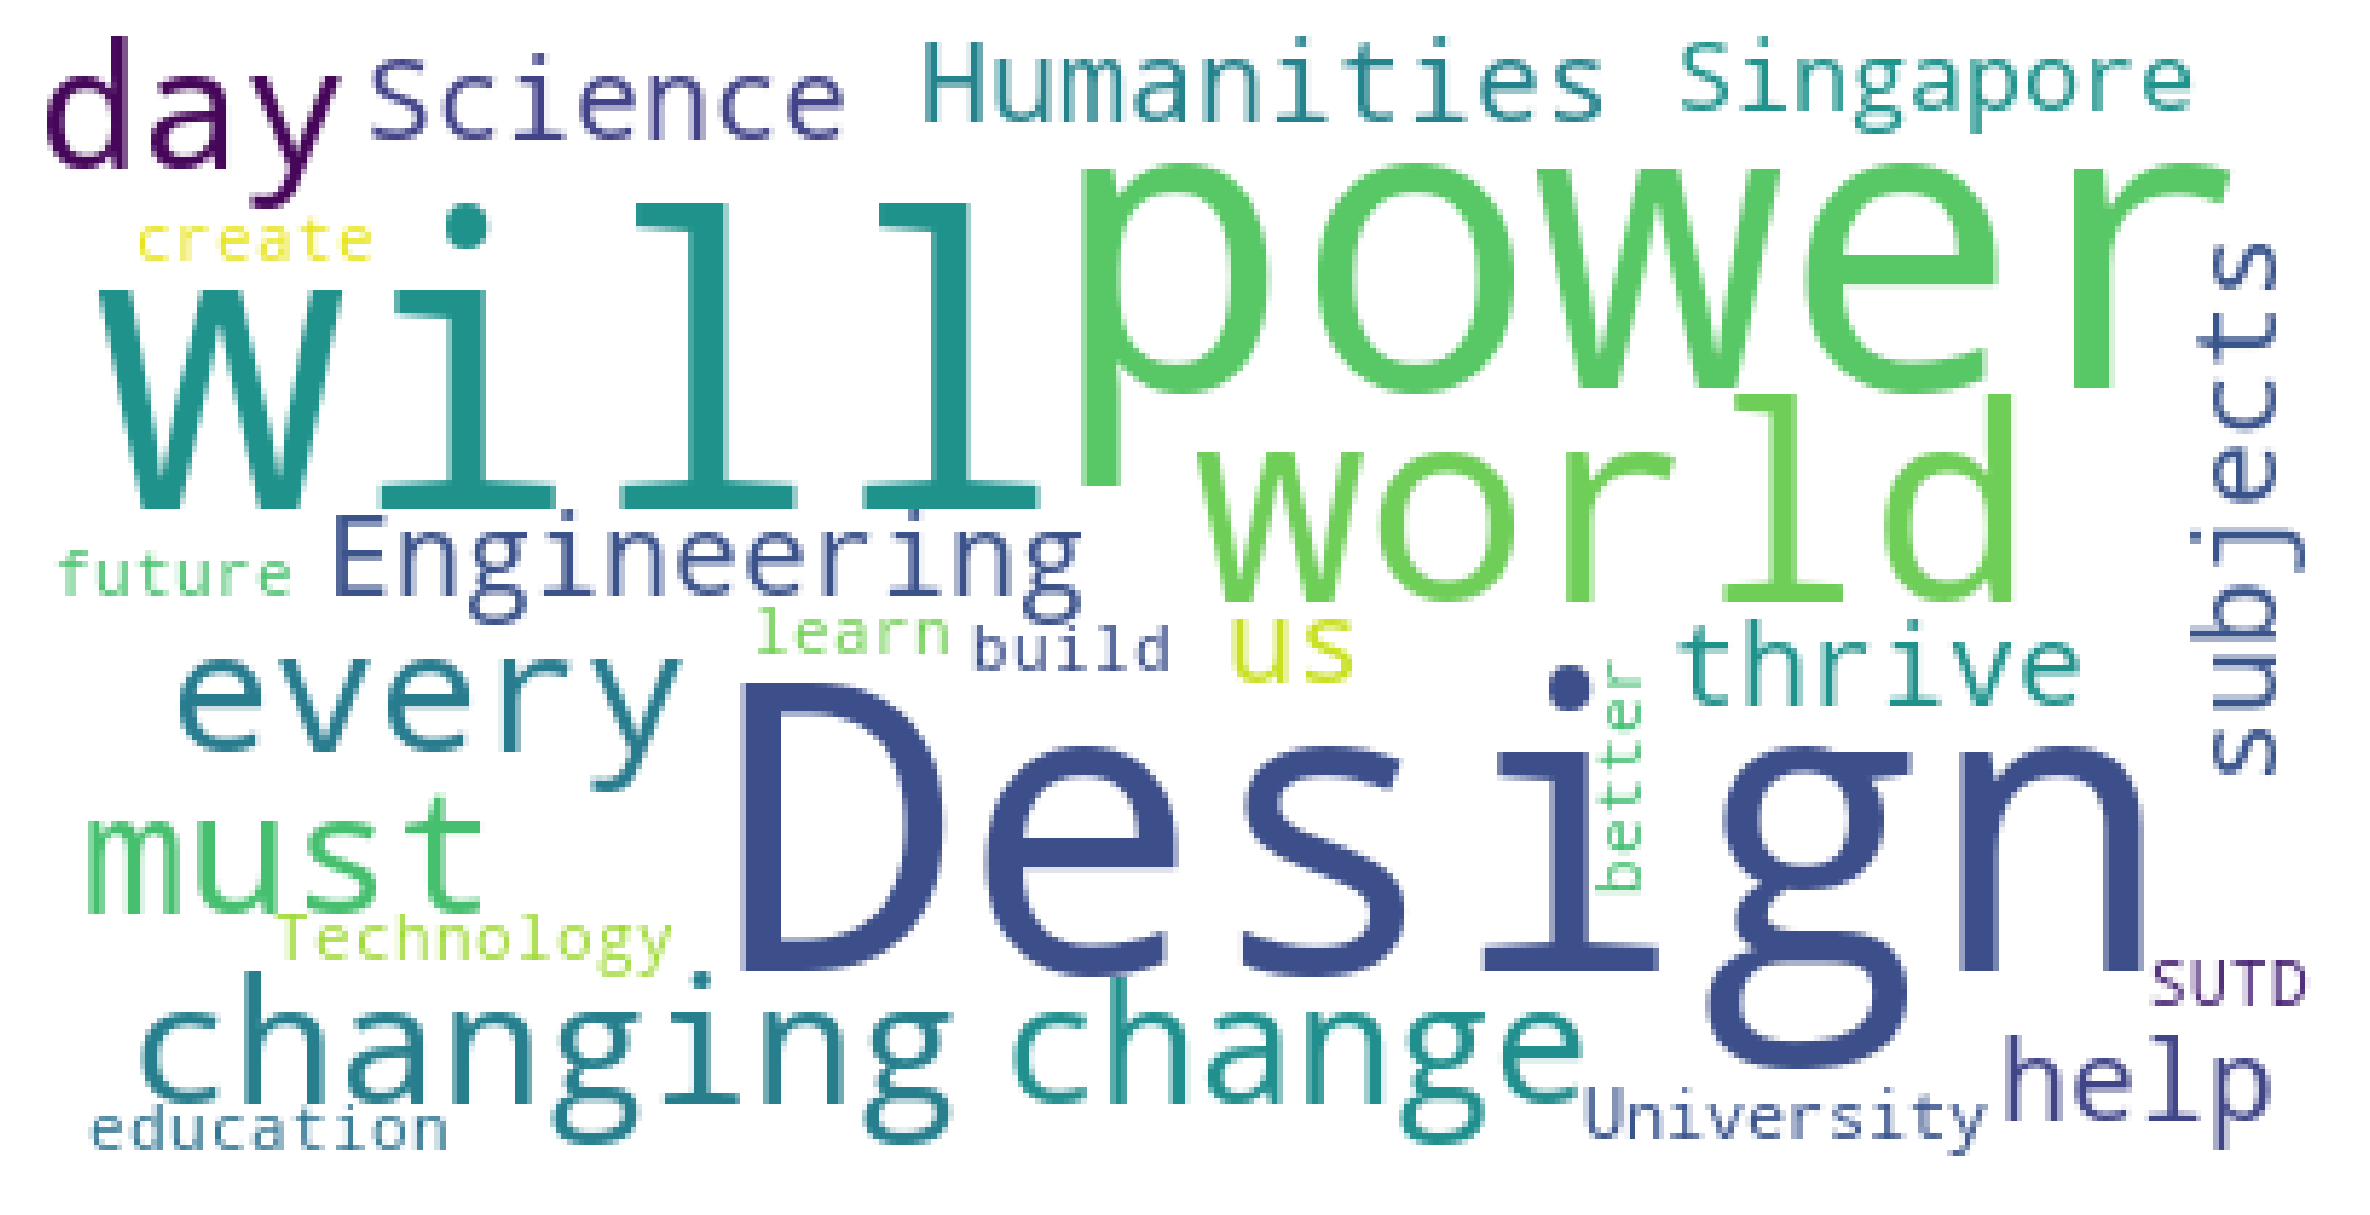 day Science Humanities Singapore
create will power
subjects
world
future Engineering
learn build us thrive
every
better
must Design
Technology
SUTD
changing change help
education University